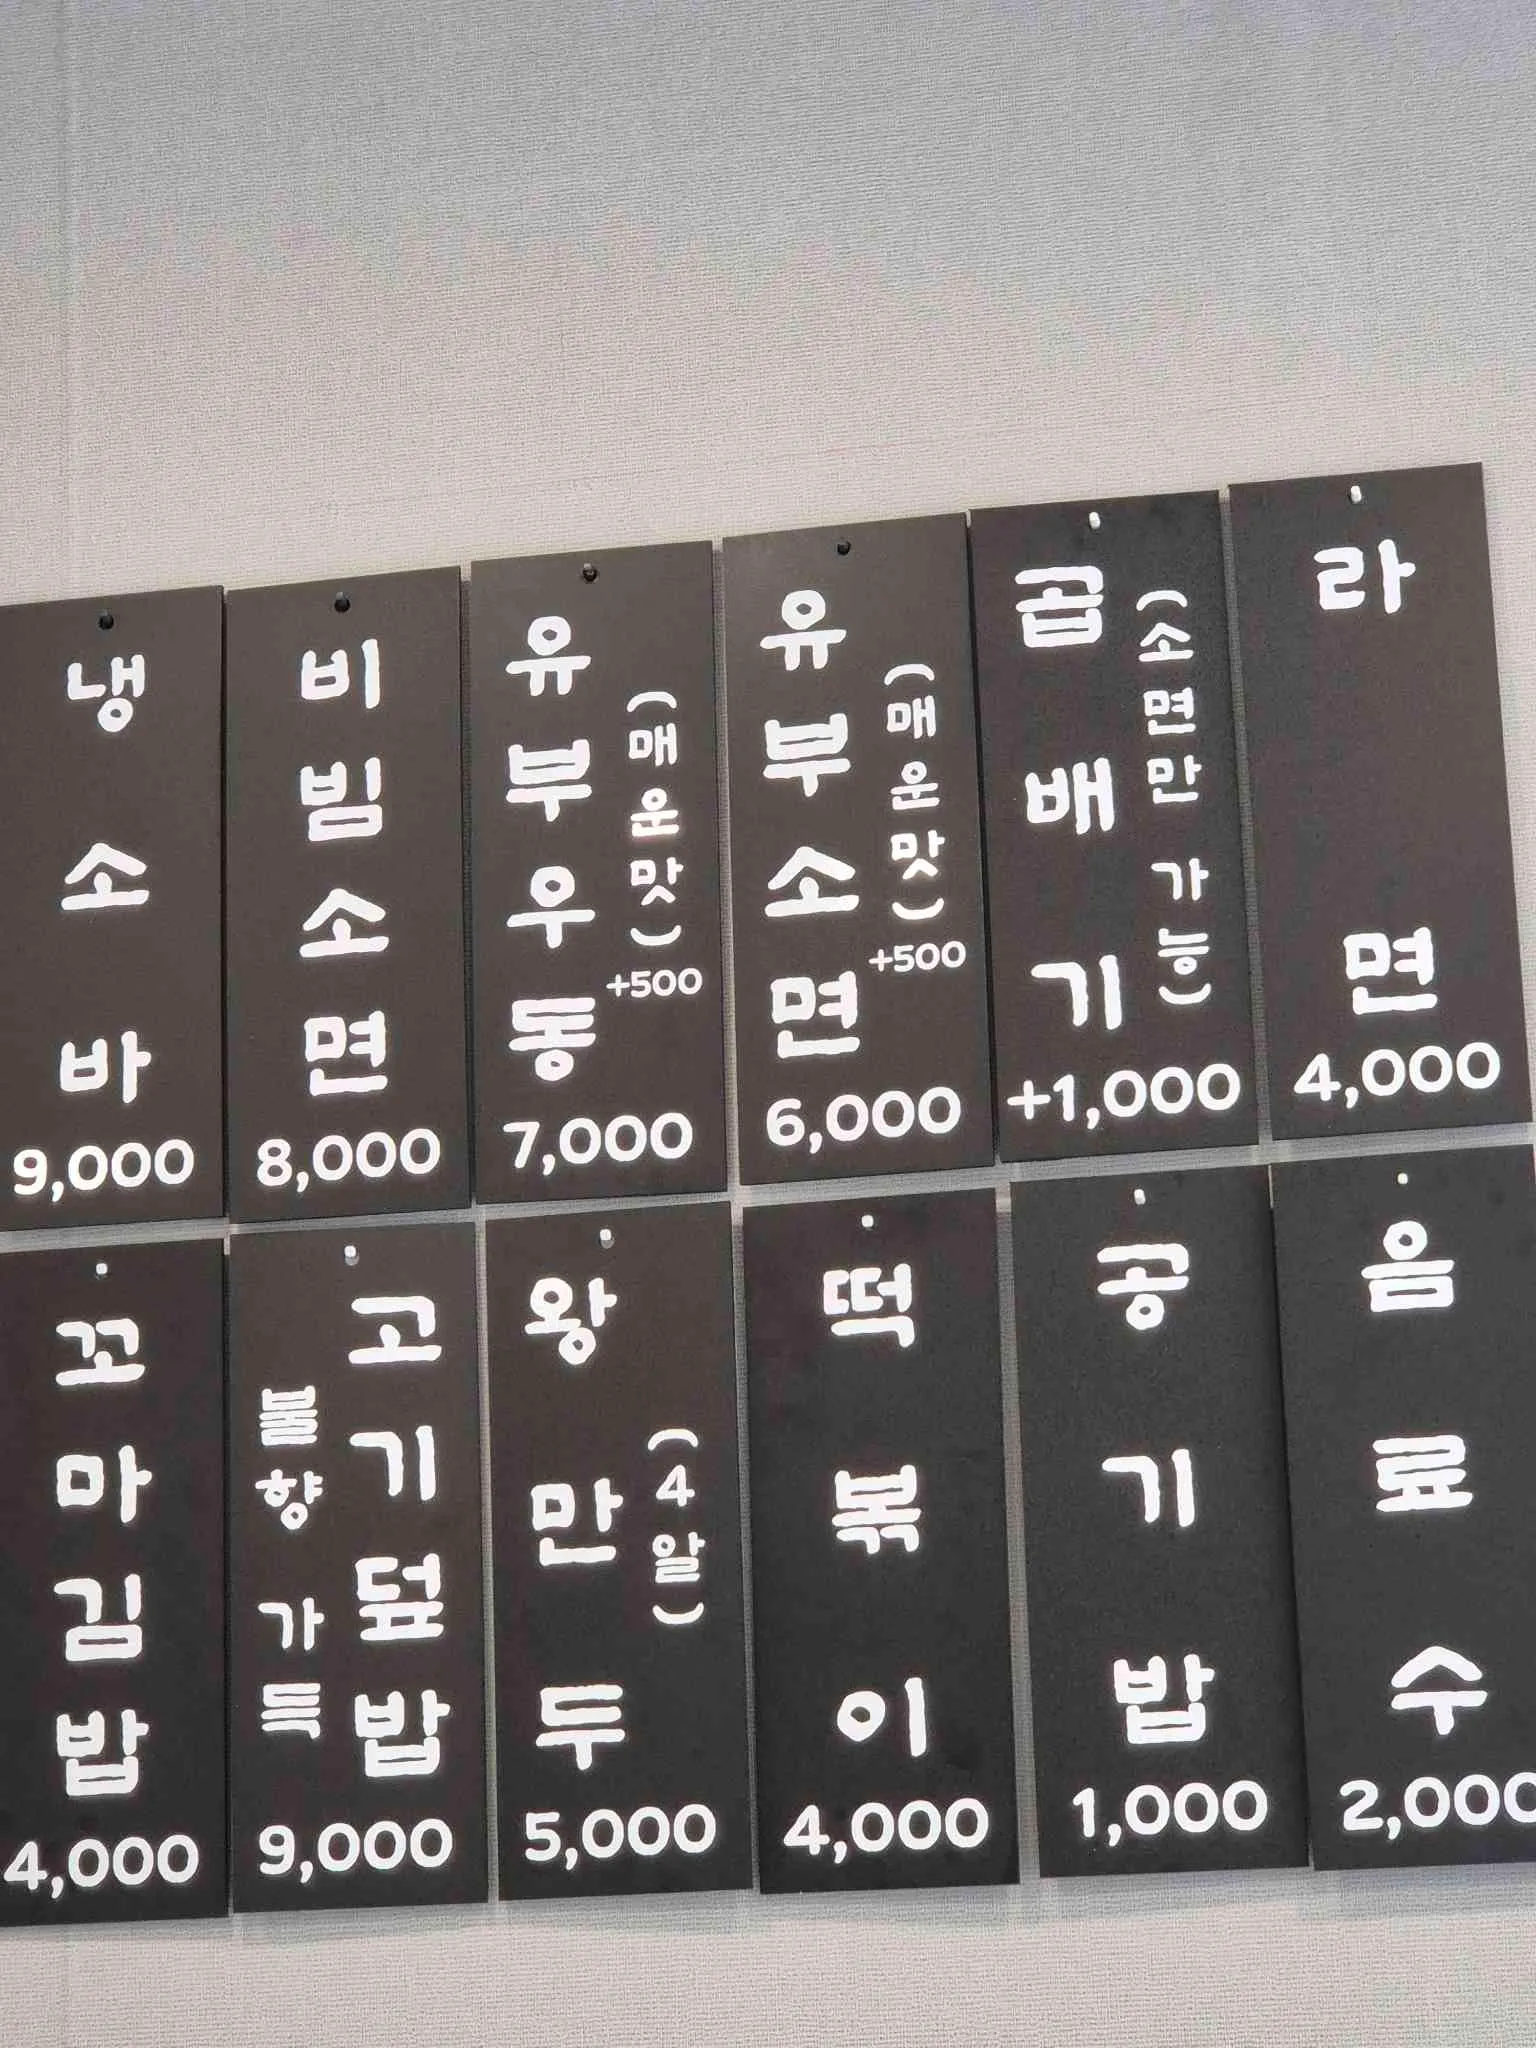 냉소바
9,000
비빔소면
8,000
유부우동
(매운맛)
+500
7,000
유부소면
(매운맛)
+500
6,000
곱배기
(소면만 가능)
+1,000
라면
4,000
꼬마김밥
4,000
불향 가득
고기덮밥
9,000
왕만두
(4알)
5,000
떡볶이
4,000
공기밥
1,000
음료수
2,000